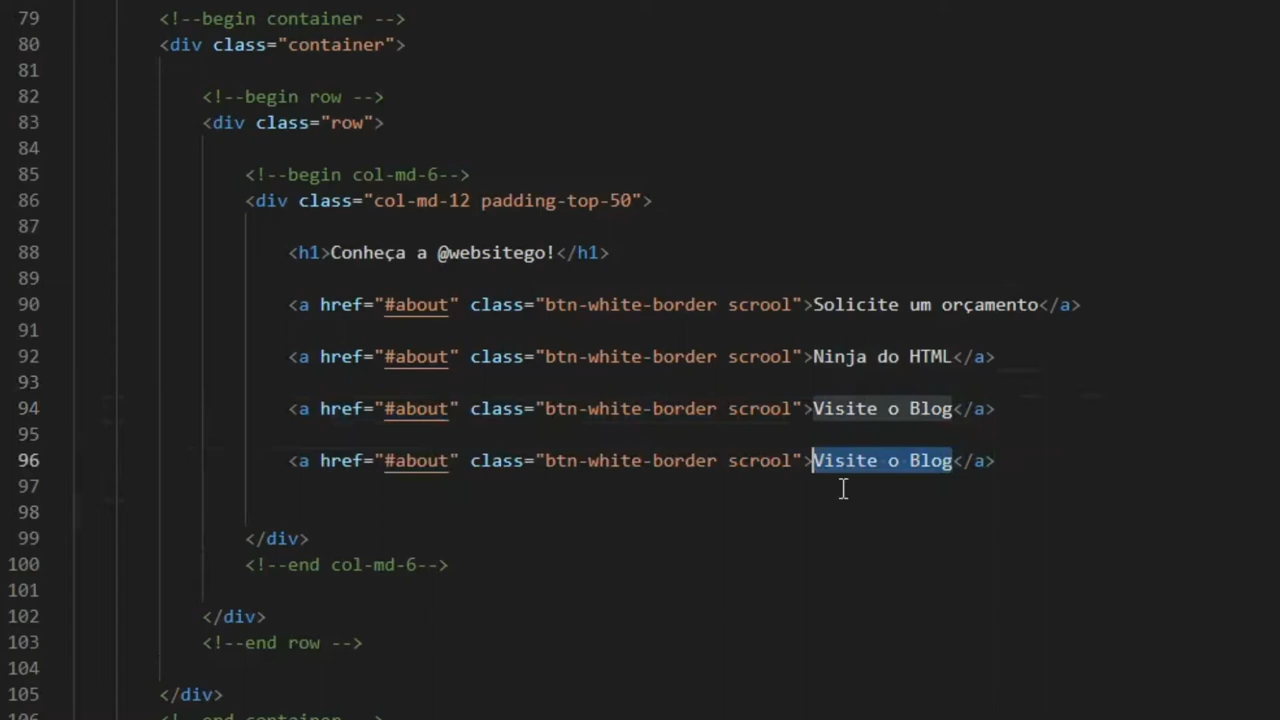 79 <!--begin container -->
80 <div class="container">
81
82 <!--begin row -->
83 <div class="row">
84
85 <!--begin col-md-6-->
86 <div class="col-md-12 padding-top-50">
87
88 <h1>Conheça a @websitego!</h1>
89
90 <a href="#about" class="btn-white-border scrool">Solicite um orçamento</a>
91
92 <a href="#about" class="btn-white-border scrool">Ninja do HTML</a>
93
94 <a href="#about" class="btn-white-border scrool">Visite o Blog</a>
95
96 <a href="#about" class="btn-white-border scrool">Visite o Blog</a>
97
98
99 </div>
100 <!--end col-md-6-->
101
102 </div>
103 <!--end row -->
104
105 </div>
106 <!--end container-->